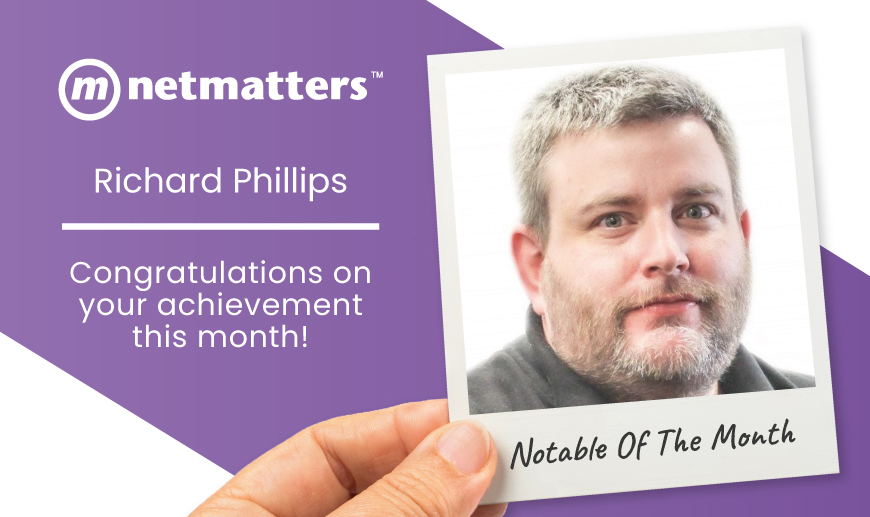 m netmatters™
Richard Phillips
Congratulations on
your achievement
this month!
Notable Of The Month